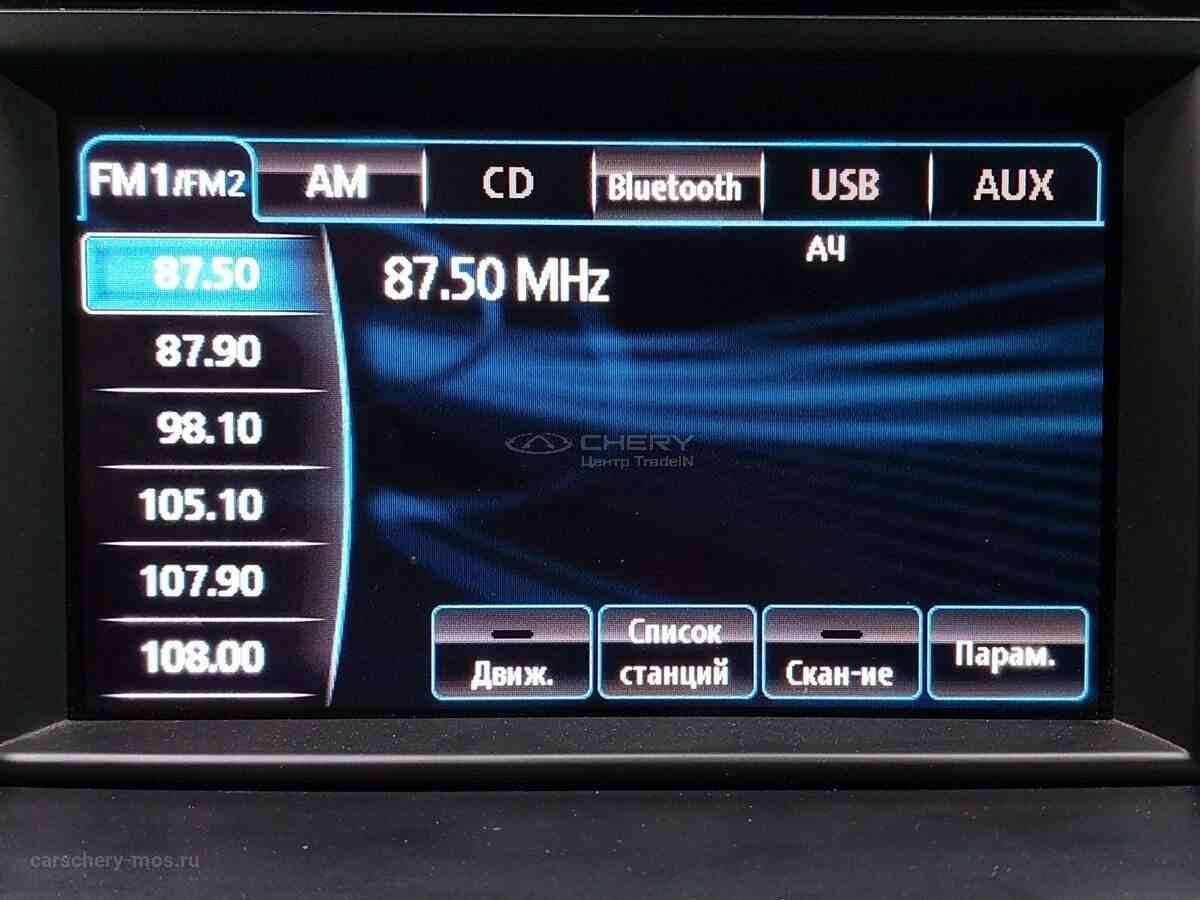 FM1/FM2 AM CD Bluetooth USB AUX
АЧ
87.50
87.50 MHz
87.90
98.10
105.10
107.90
108.00
CHERY
Центр TradeIN
Движ.
Список
станций
Скан-ие
Парам.
carschery-mos.ru